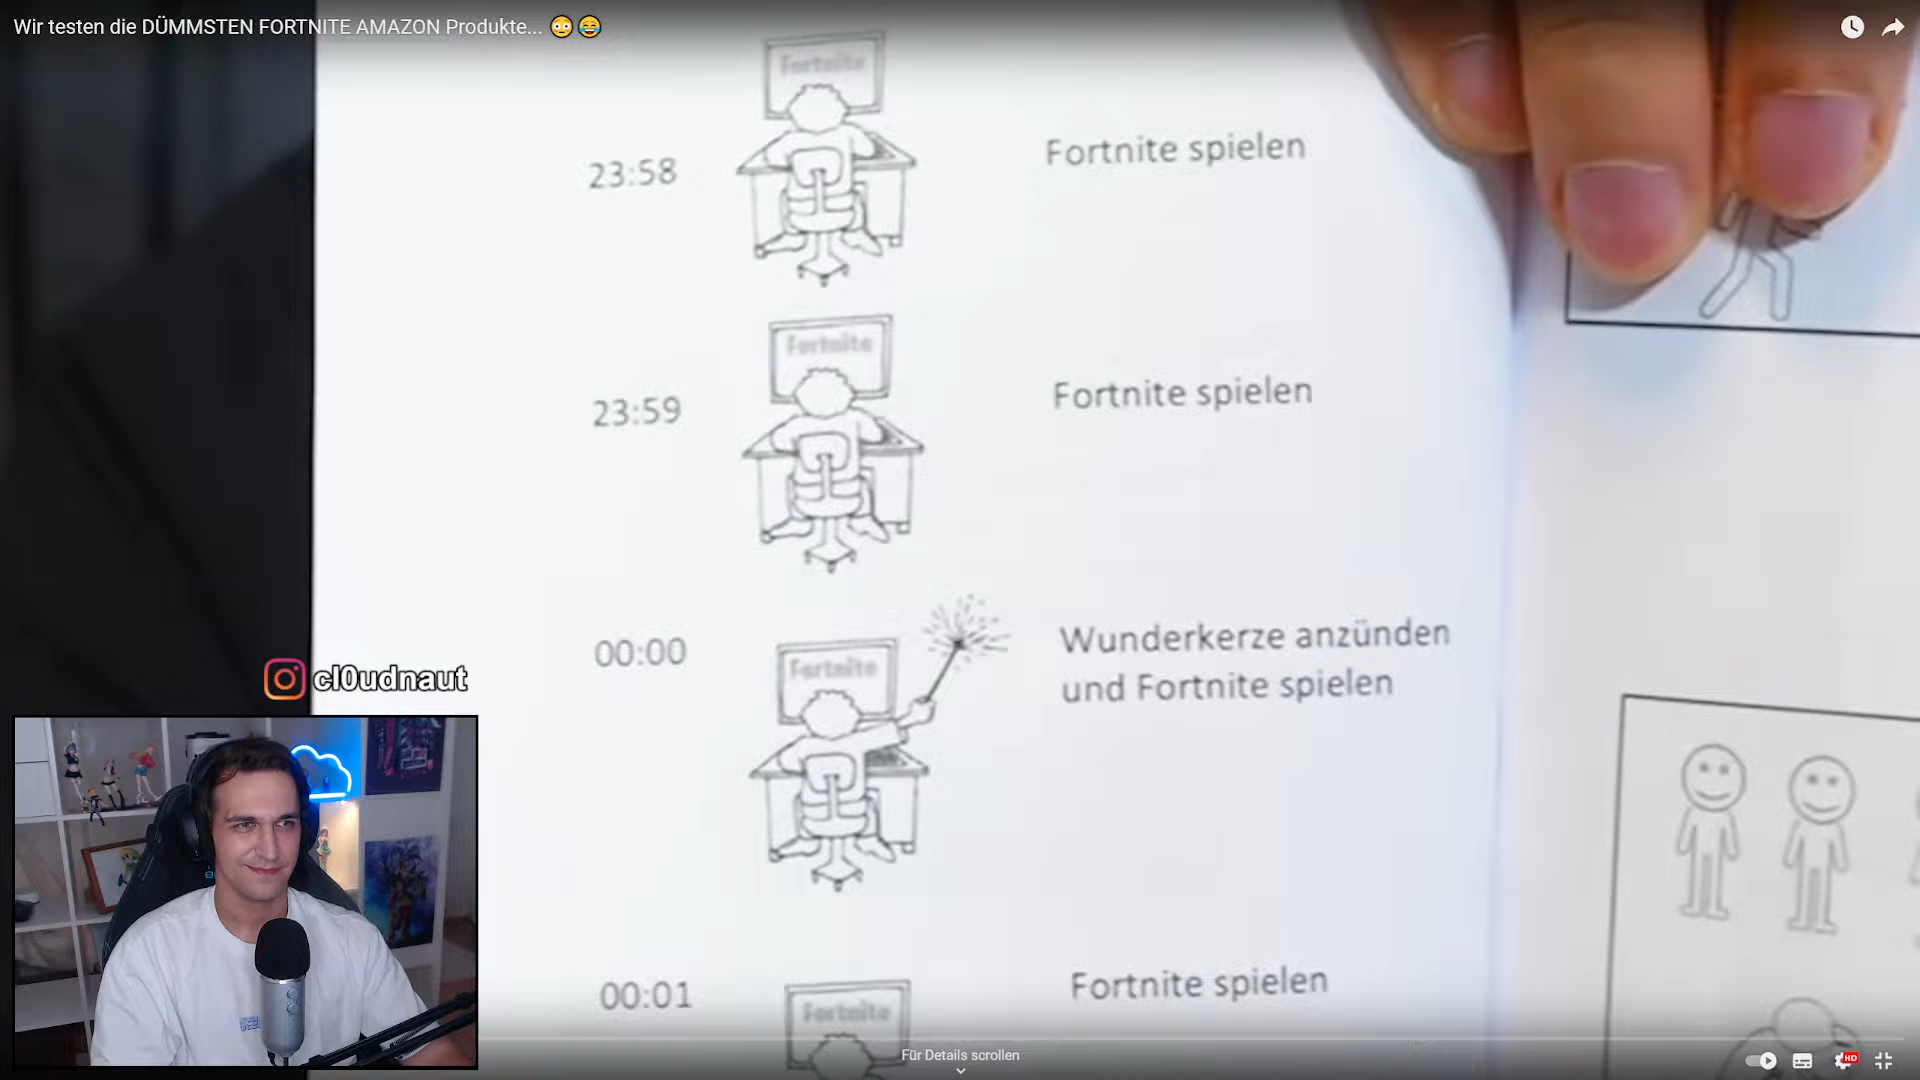 Wir testen die DÜMMSTEN FORTNITE AMAZON Produkte... 😳😂
Fortnite
23:58
Fortnite spielen
Fortnite
23:59
Fortnite spielen
Fortnite
00:00
Wunderkerze anzünden
und Fortnite spielen
cl0udnaut
Fortnite
00:01
Fortnite spielen
Für Details scrollen
HD